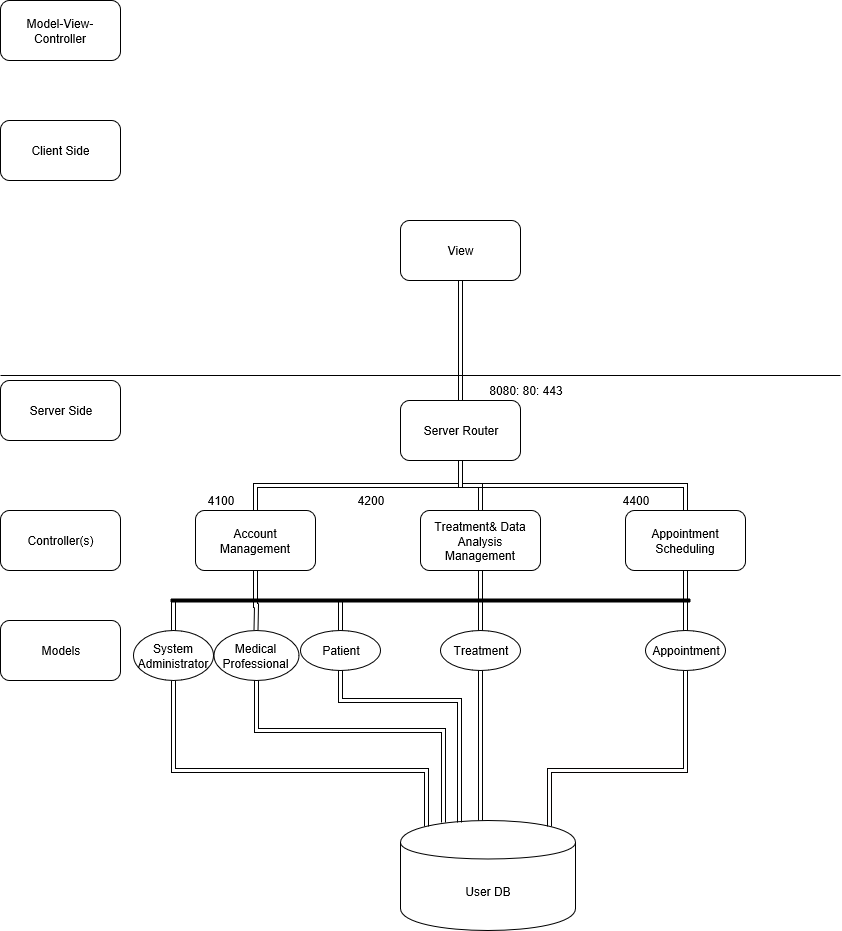 Model-View-
Controller
Client Side
View
8080: 80: 443
Server Side
Server Router
4100
4200
4400
Controller(s)
Account
Management
Treatment& Data
Analysis
Management
Appointment
Scheduling
Models
System
Administrator
Medical
Professional
Patient
Treatment
Appointment
User DB